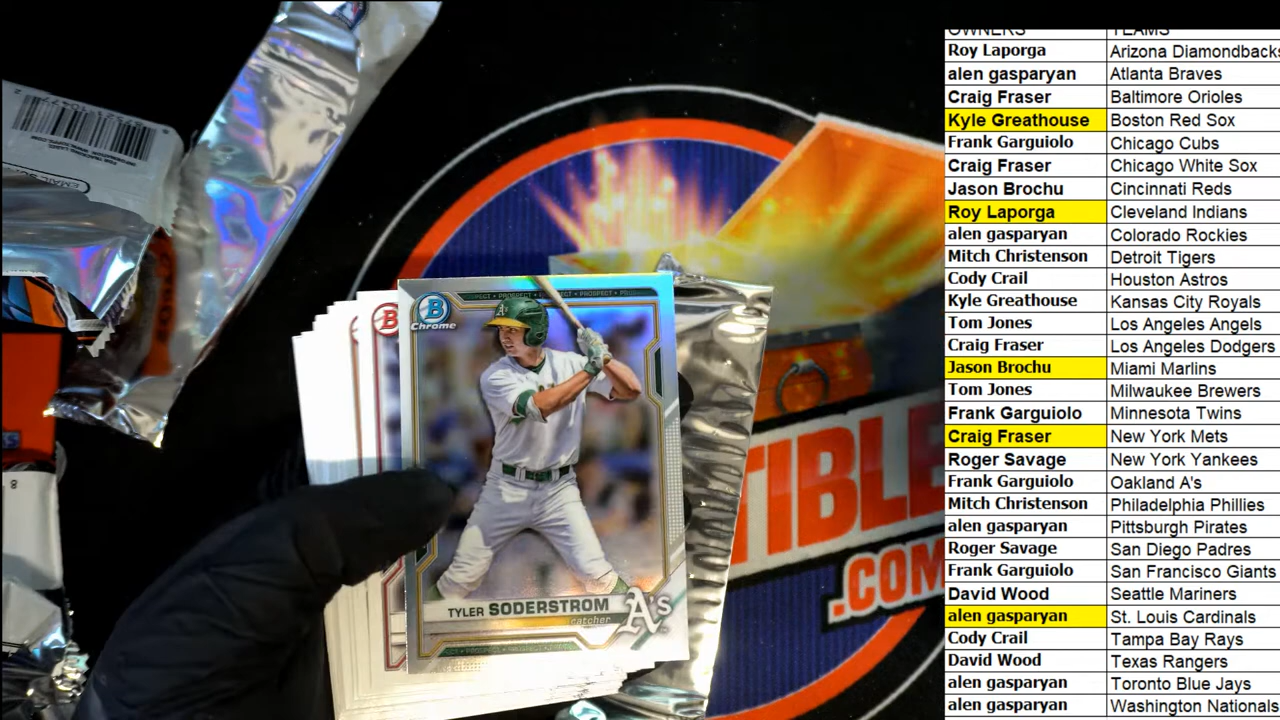 OWNERS TEAMS
Roy Laporga Arizona Diamondbacks
alen gasparyan Atlanta Braves
Craig Fraser Baltimore Orioles
Kyle Greathouse Boston Red Sox
Frank Garguiolo Chicago Cubs
Craig Fraser Chicago White Sox
Jason Brochu Cincinnati Reds
Roy Laporga Cleveland Indians
alen gasparyan Colorado Rockies
Mitch Christenson Detroit Tigers
Cody Crail Houston Astros
Kyle Greathouse Kansas City Royals
Tom Jones Los Angeles Angels
Craig Fraser Los Angeles Dodgers
Jason Brochu Miami Marlins
Tom Jones Milwaukee Brewers
Frank Garguiolo Minnesota Twins
Craig Fraser New York Mets
Roger Savage New York Yankees
Frank Garguiolo Oakland A's
Mitch Christenson Philadelphia Phillies
alen gasparyan Pittsburgh Pirates
Roger Savage San Diego Padres
Frank Garguiolo San Francisco Giants
David Wood Seattle Mariners
alen gasparyan St. Louis Cardinals
Cody Crail Tampa Bay Rays
David Wood Texas Rangers
alen gasparyan Toronto Blue Jays
alen gasparyan Washington Nationals
PROSPECT
B
Chrome
B
A's
TYLER SODERSTROM
catcher
A's
TIBLE
.COM